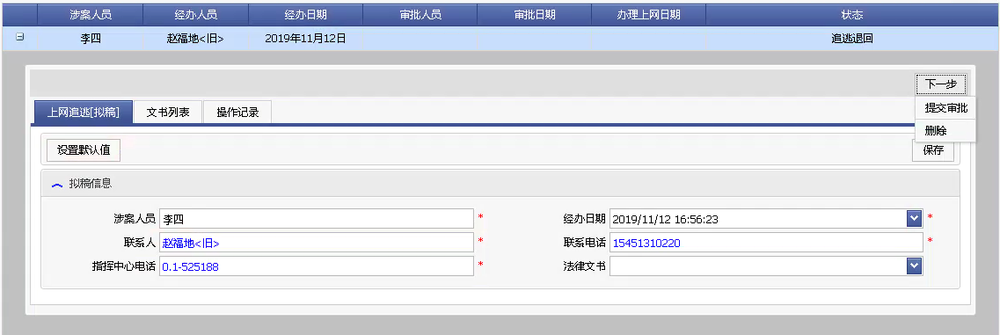 涉案人员 经办人员 经办日期 审批人员 审批日期 办理上网日期 状态
李四 赵福地<旧> 2019年11月12日 追逃退回
下一步
提交审批
删除
上网追逃[拟稿] 文书列表 操作记录
设置默认值 保存
拟稿信息
涉案人员 李四 * 经办日期 2019/11/12 16:56:23 *
联系人 赵福地<旧> * 联系电话 15451310220 *
指挥中心电话 0.1-525188 * 法律文书